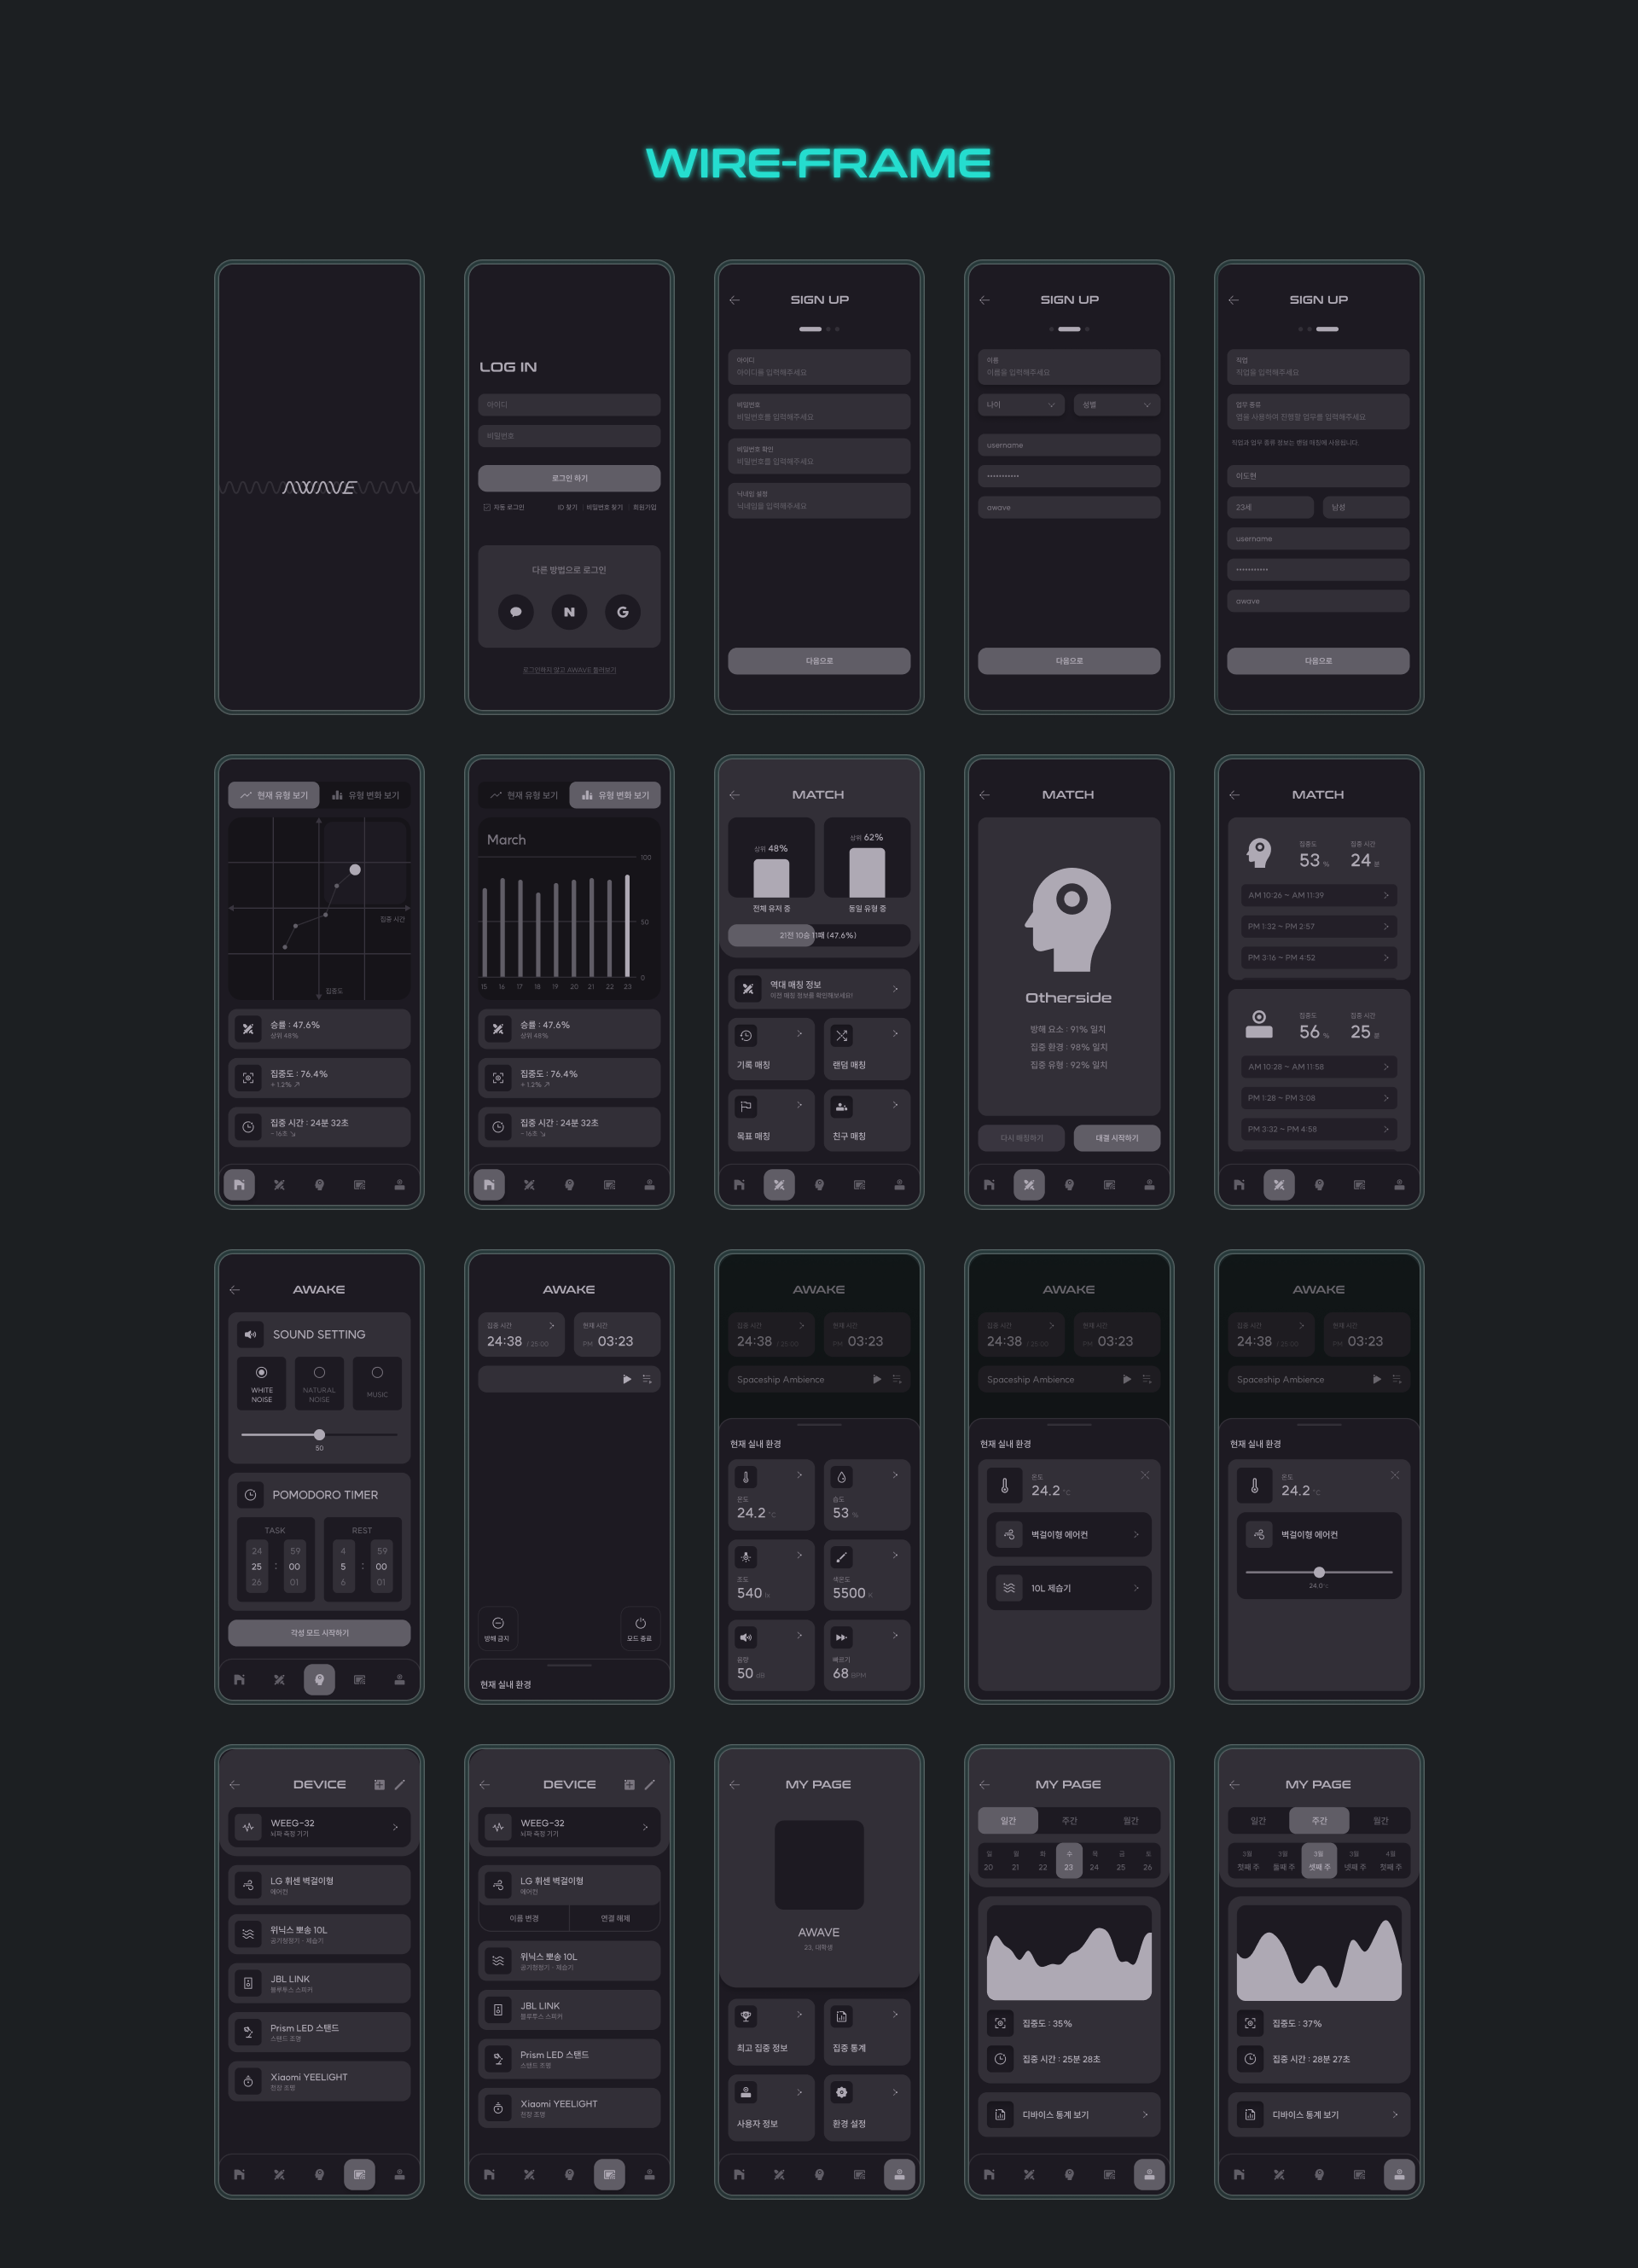 WIRE-FRAME
AWAVE
LOG IN
아이디
비밀번호
로그인 하기
자동 로그인
ID 찾기
비밀번호 찾기
회원가입
다른 방법으로 로그인
N
G
로그인하지 않고 AWAVE 둘러보기
SIGN UP
아이디
아이디를 입력해주세요
비밀번호
비밀번호를 입력해주세요
비밀번호 확인
비밀번호를 입력해주세요
닉네임 설정
닉네임을 입력해주세요
다음으로
SIGN UP
이름
이름을 입력해주세요
나이
성별
username
•••••••••••
awave
다음으로
SIGN UP
직업
직업을 입력해주세요
업무 종류
앱을 사용하여 진행할 업무를 입력해주세요
직업과 업무 종류 정보는 랜덤 매칭에 사용됩니다.
이도현
23세
남성
username
•••••••••••
awave
다음으로
현재 유형 보기
유형 변화 보기
집중 시간
집중도
승률 : 47.6%
상위 48%
집중도 : 76.4%
+ 1.2% ↗
집중 시간 : 24분 32초
- 16초 ↘
현재 유형 보기
유형 변화 보기
March
100
50
0
15 16 17 18 19 20 21 22 23
승률 : 47.6%
상위 48%
집중도 : 76.4%
+ 1.2% ↗
집중 시간 : 24분 32초
- 16초 ↘
MATCH
상위 48%
상위 62%
전체 유저 중
동일 유형 중
21전 10승 11패 (47.6%)
역대 매칭 정보
이전 매칭 정보를 확인해보세요!
기록 매칭
랜덤 매칭
목표 매칭
친구 매칭
MATCH
Otherside
방해 요소 : 91% 일치
집중 환경 : 98% 일치
집중 유형 : 92% 일치
다시 매칭하기
대결 시작하기
MATCH
집중도
53 %
집중 시간
24 분
AM 10:26 ~ AM 11:39
PM 1:32 ~ PM 2:57
PM 3:16 ~ PM 4:52
집중도
56 %
집중 시간
25 분
AM 10:28 ~ AM 11:58
PM 1:28 ~ PM 3:08
PM 3:32 ~ PM 4:58
AWAKE
SOUND SETTING
WHITE
NOISE
NATURAL
NOISE
MUSIC
50
POMODORO TIMER
TASK
REST
24 59
25 : 00
26 01
4 59
5 : 00
6 01
각성 모드 시작하기
AWAKE
집중 시간
24:38 / 25:00
현재 시간
PM 03:23
방해 금지
모드 종료
현재 실내 환경
AWAKE
집중 시간
24:38 / 25:00
현재 시간
PM 03:23
Spaceship Ambience
현재 실내 환경
온도
24.2 °C
습도
53 %
조도
540 lx
색온도
5500 K
음량
50 dB
빠르기
68 BPM
AWAKE
집중 시간
24:38 / 25:00
현재 시간
PM 03:23
Spaceship Ambience
현재 실내 환경
온도
24.2 °C
벽걸이형 에어컨
10L 제습기
AWAKE
집중 시간
24:38 / 25:00
현재 시간
PM 03:23
Spaceship Ambience
현재 실내 환경
온도
24.2 °C
벽걸이형 에어컨
24.0°C
DEVICE
WEEG-32
뇌파 측정 기기
LG 휘센 벽걸이형
에어컨
위닉스 뽀송 10L
공기청정기 · 제습기
JBL LINK
블루투스 스피커
Prism LED 스탠드
스탠드 조명
Xiaomi YEELIGHT
천장 조명
DEVICE
WEEG-32
뇌파 측정 기기
LG 휘센 벽걸이형
에어컨
이름 변경
연결 해제
위닉스 뽀송 10L
공기청정기 · 제습기
JBL LINK
블루투스 스피커
Prism LED 스탠드
스탠드 조명
Xiaomi YEELIGHT
천장 조명
MY PAGE
AWAVE
23, 대학생
최고 집중 정보
집중 통계
사용자 정보
환경 설정
MY PAGE
일간 주간 월간
일 월 화 수 목 금 토
20 21 22 23 24 25 26
집중도 : 35%
집중 시간 : 25분 28초
디바이스 통계 보기
MY PAGE
일간 주간 월간
3월 3월 3월 3월 4월
첫째 주 둘째 주 셋째 주 넷째 주 첫째 주
집중도 : 37%
집중 시간 : 28분 27초
디바이스 통계 보기